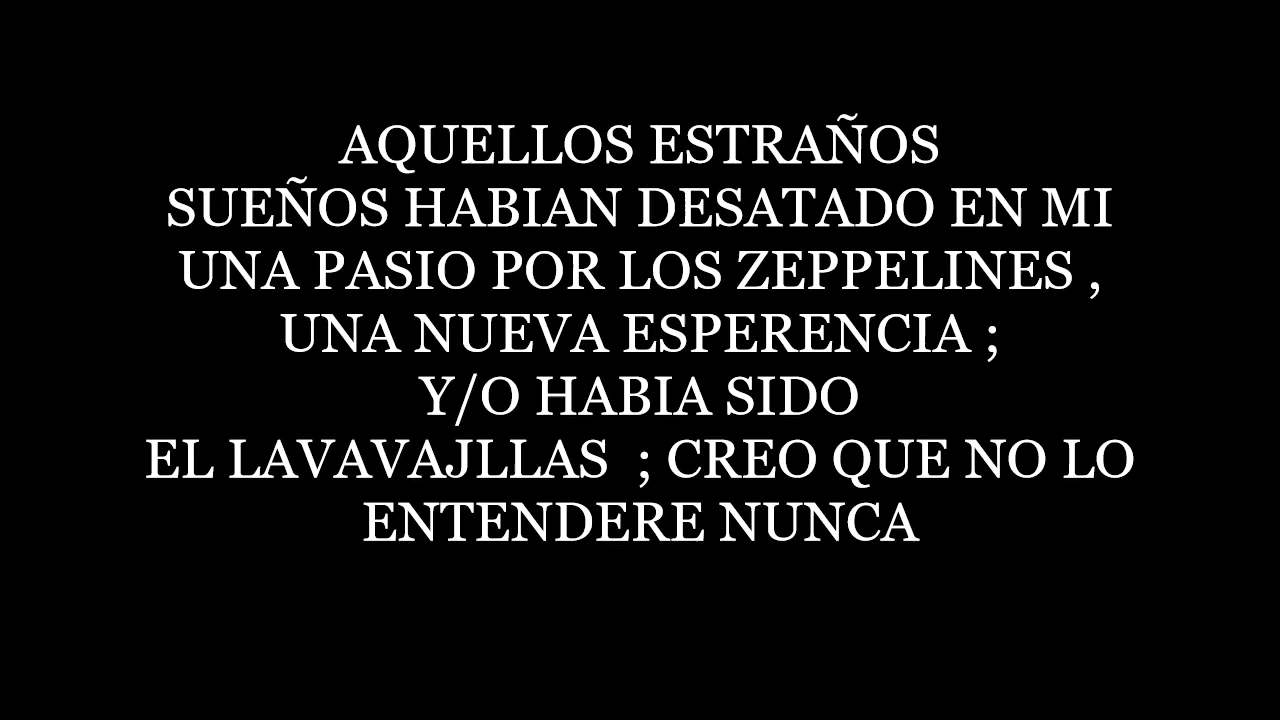 AQUELLOS ESTRAÑOS
SUEÑOS HABIAN DESATADO EN MI
UNA PASIO POR LOS ZEPPELINES ,
UNA NUEVA ESPERENCIA ;
Y/O HABIA SIDO
EL LAVAVAJLLAS  ; CREO QUE NO LO
ENTENDERE NUNCA